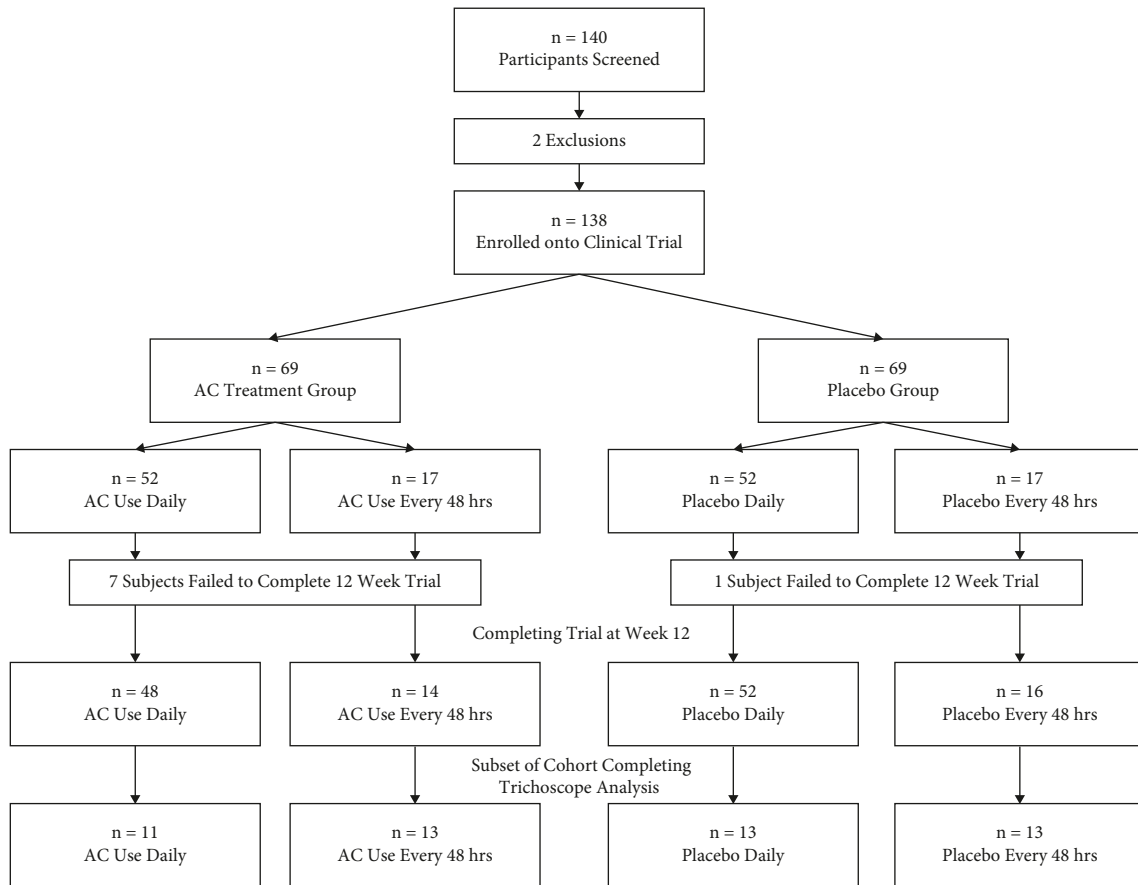 n = 140
Participants Screened
2 Exclusions
n = 138
Enrolled onto Clinical Trial
n = 69
AC Treatment Group
n = 69
Placebo Group
n = 52
AC Use Daily
n = 17
AC Use Every 48 hrs
n = 52
Placebo Daily
n = 17
Placebo Every 48 hrs
7 Subjects Failed to Complete 12 Week Trial
1 Subject Failed to Complete 12 Week Trial
Completing Trial at Week 12
n = 48
AC Use Daily
n = 14
AC Use Every 48 hrs
n = 52
Placebo Daily
n = 16
Placebo Every 48 hrs
Subset of Cohort Completing
Trichoscope Analysis
n = 11
AC Use Daily
n = 13
AC Use Every 48 hrs
n = 13
Placebo Daily
n = 13
Placebo Every 48 hrs